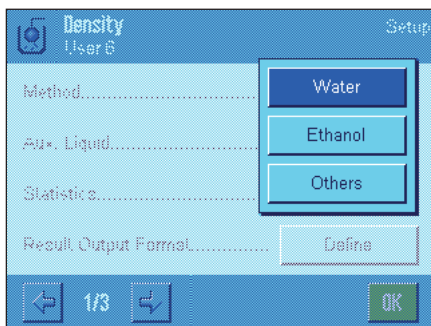 Density
User 6
Setup
Method
Water
Aux. Liquid
Ethanol
Statistics
Others
Result Output Format
Define
1/3
OK